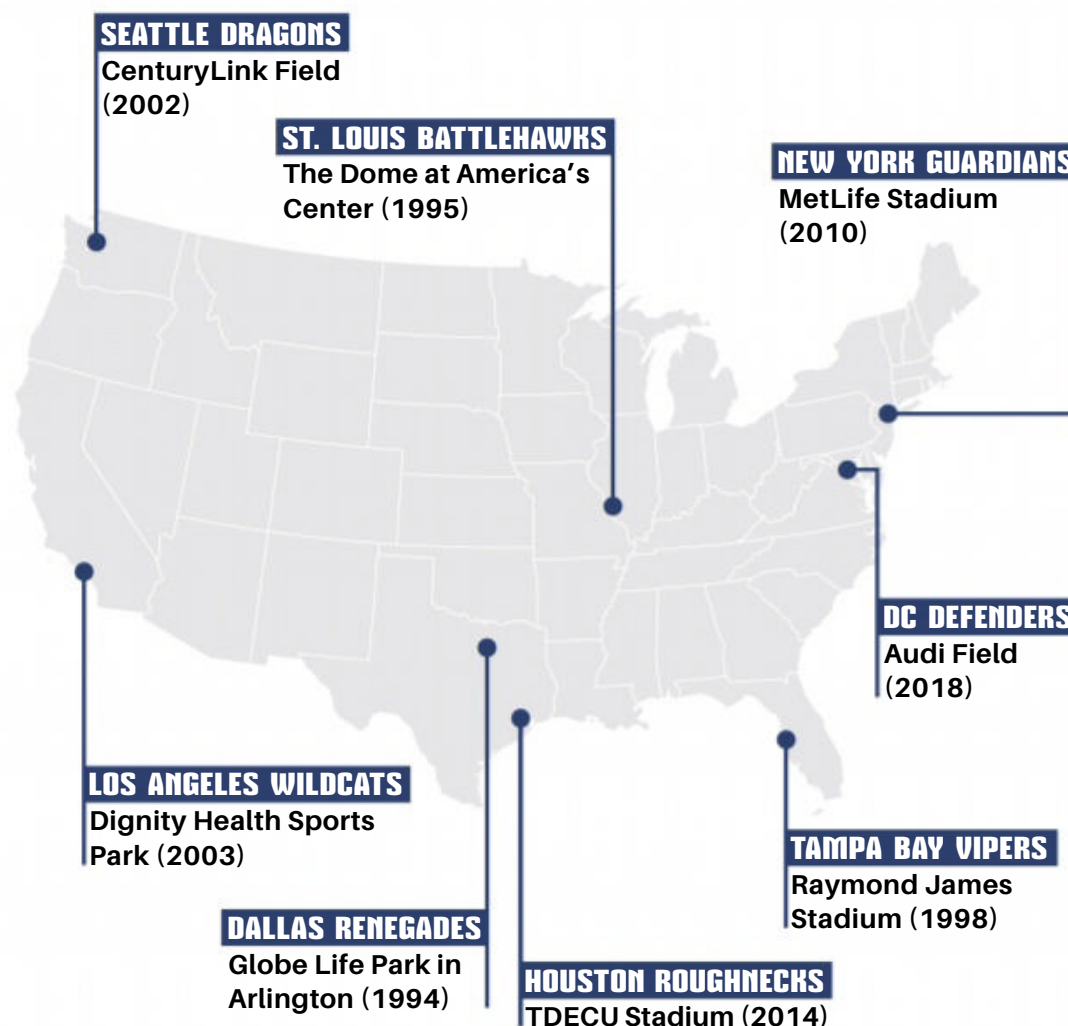 SEATTLE DRAGONS
CenturyLink Field
(2002)
ST. LOUIS BATTLEHAWKS
The Dome at America's
Center (1995)
NEW YORK GUARDIANS
MetLife Stadium
(2010)
DC DEFENDERS
Audi Field
(2018)
LOS ANGELES WILDCATS
Dignity Health Sports
Park (2003)
TAMPA BAY VIPERS
Raymond James
Stadium (1998)
DALLAS RENEGADES
Globe Life Park in
Arlington (1994)
HOUSTON ROUGHNECKS
TDECU Stadium (2014)